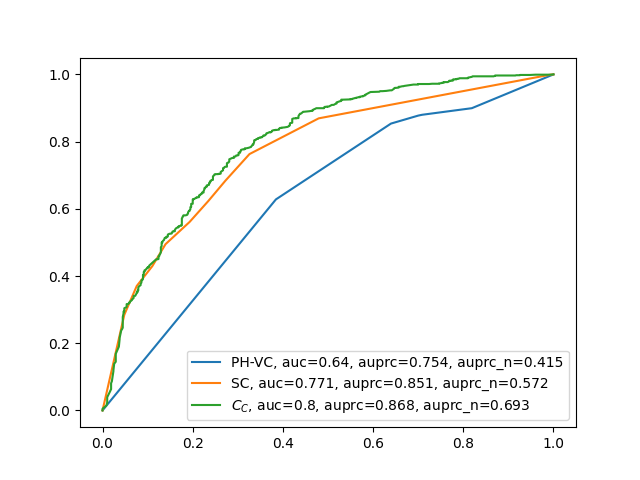 1.0
0.8
0.6
0.4
0.2
0.0
PH-VC, auc=0.64, auprc=0.754, auprc_n=0.415
SC, auc=0.771, auprc=0.851, auprc_n=0.572
C_C, auc=0.8, auprc=0.868, auprc_n=0.693
0.0 0.2 0.4 0.6 0.8 1.0